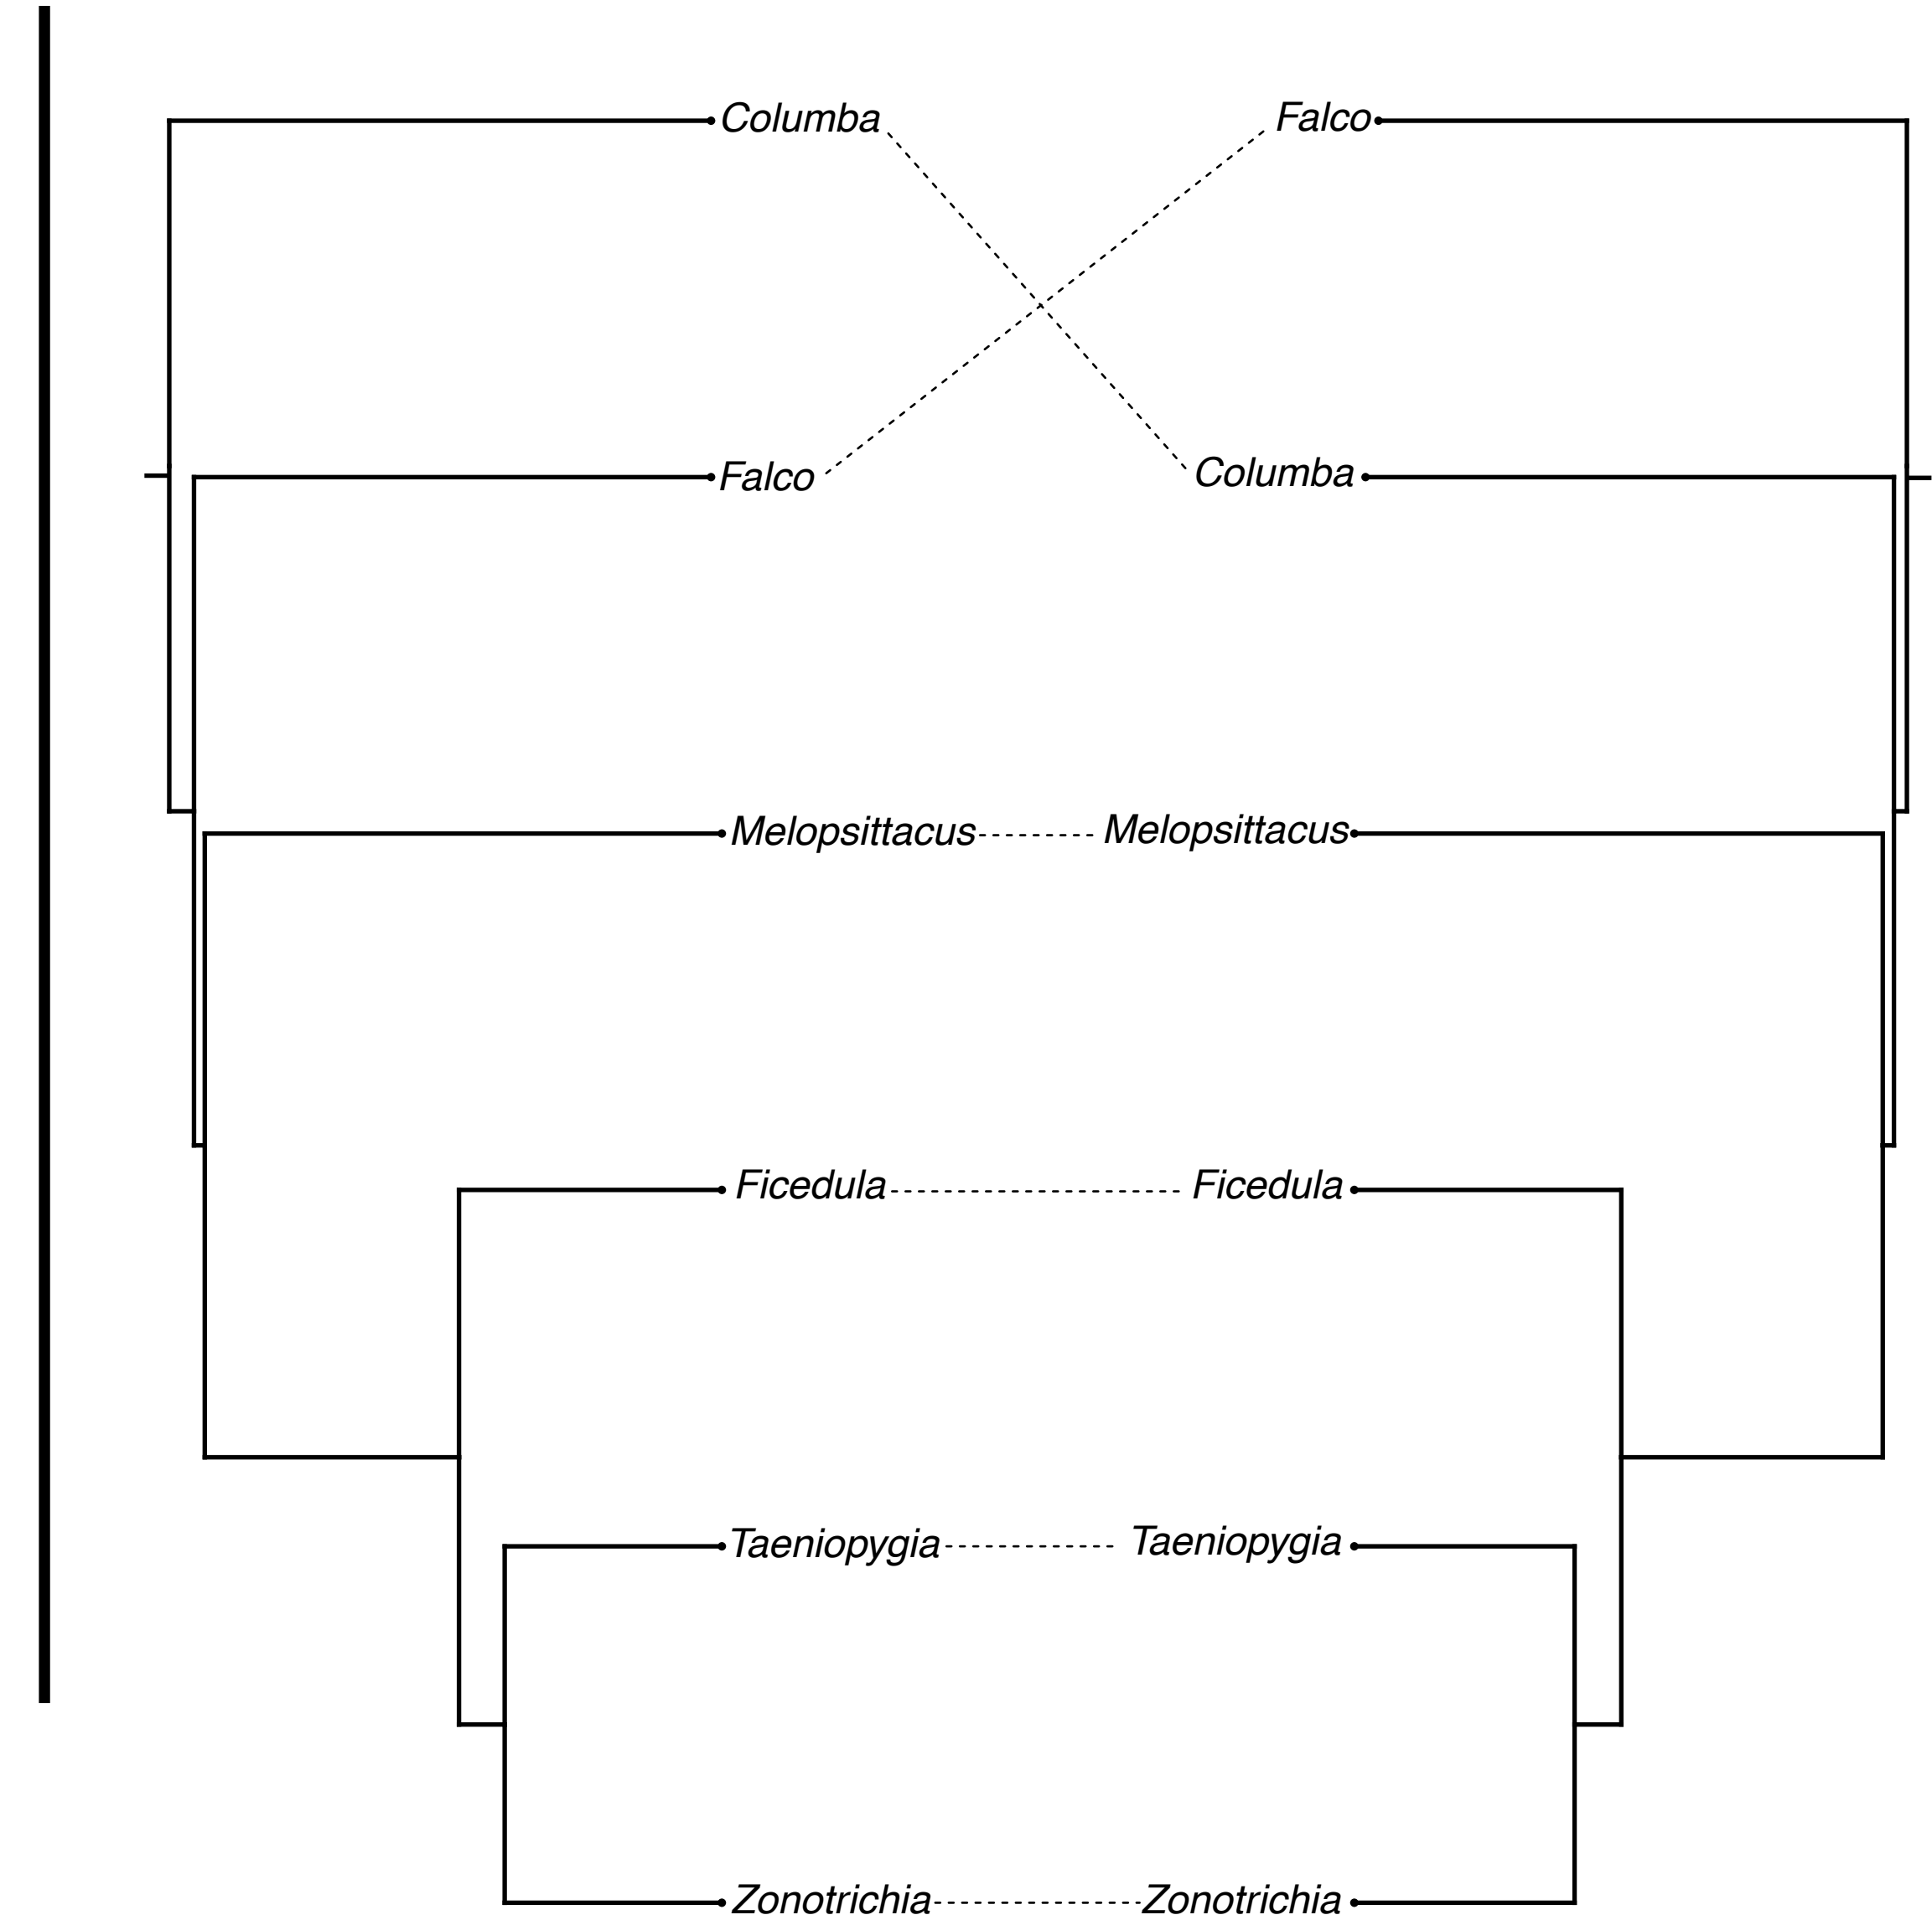 Columba Falco
Falco Columba
Melopsittacus Melopsittacus
Ficedula Ficedula
Taeniopygia Taeniopygia
Zonotrichia Zonotrichia